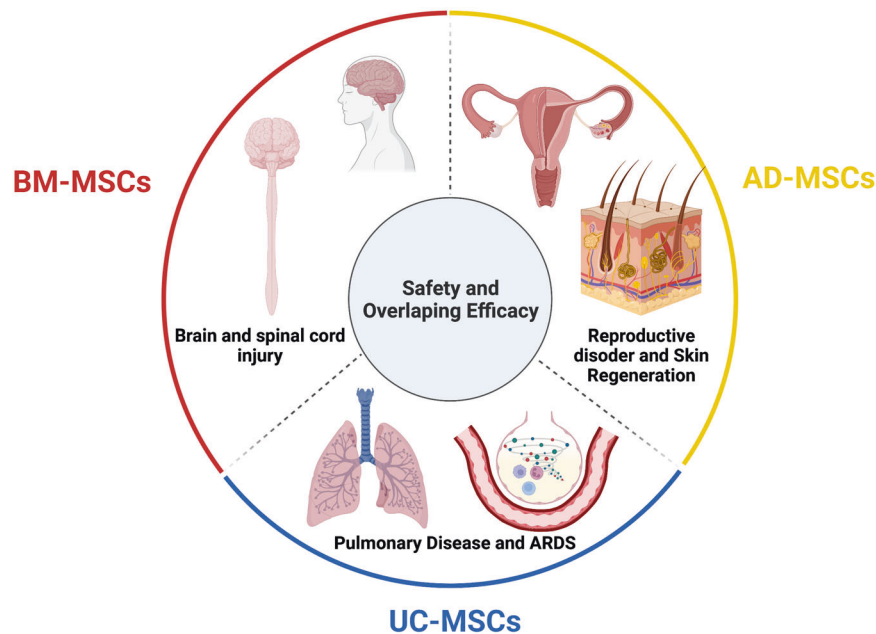 BM-MSCs
AD-MSCs
Safety and
Overlaping Efficacy
Brain and spinal cord
injury
Reproductive
disoder and Skin
Regeneration
Pulmonary Disease and ARDS
UC-MSCs